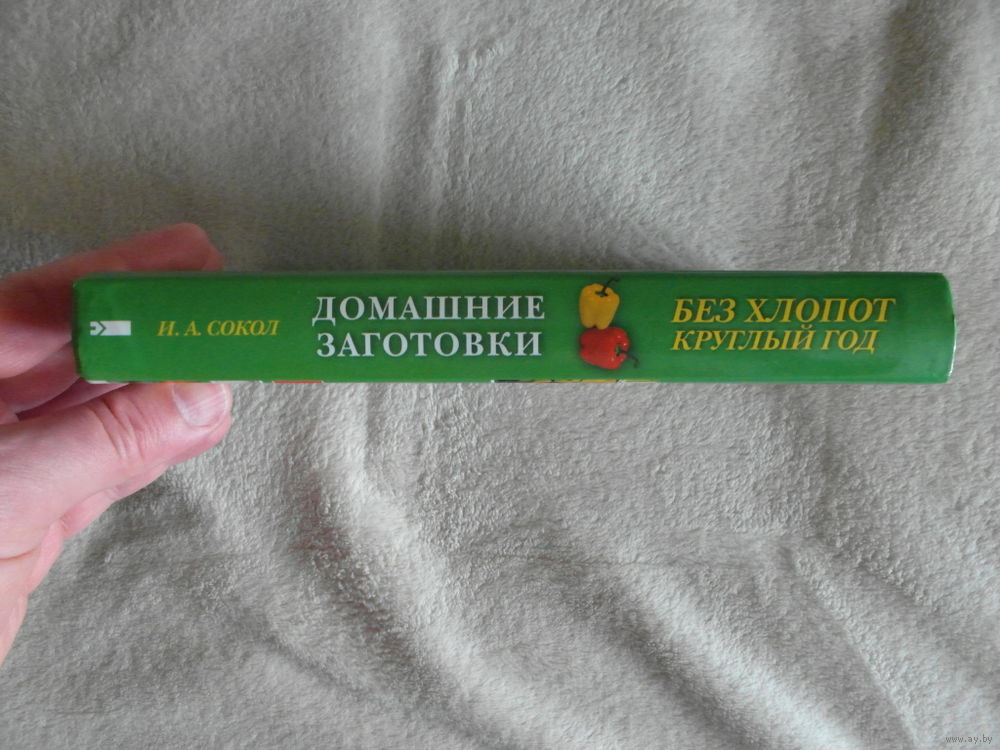 И. А. СОКОЛ
ДОМАШНИЕ
ЗАГОТОВКИ
БЕЗ ХЛОПОТ
КРУГЛЫЙ ГОД
www.ay.by